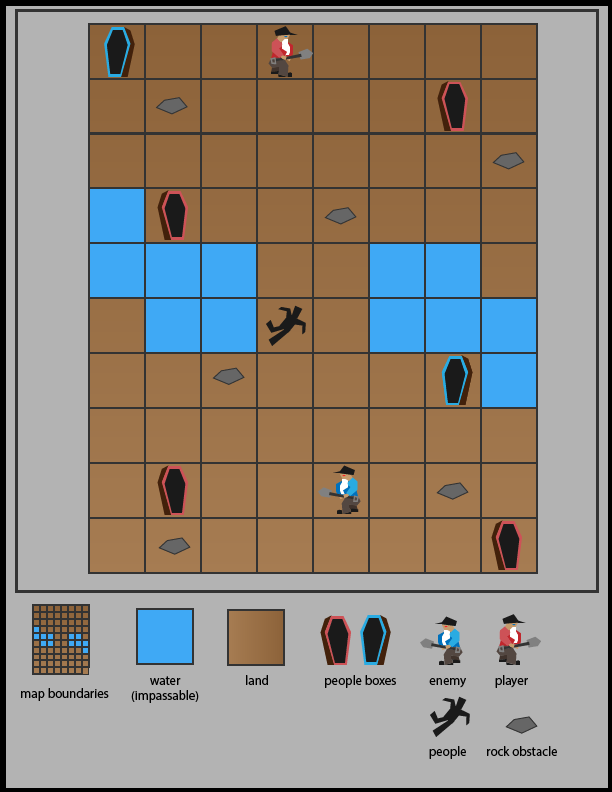 map boundaries
water
(impassable)
land
people boxes
enemy
player
people
rock obstacle